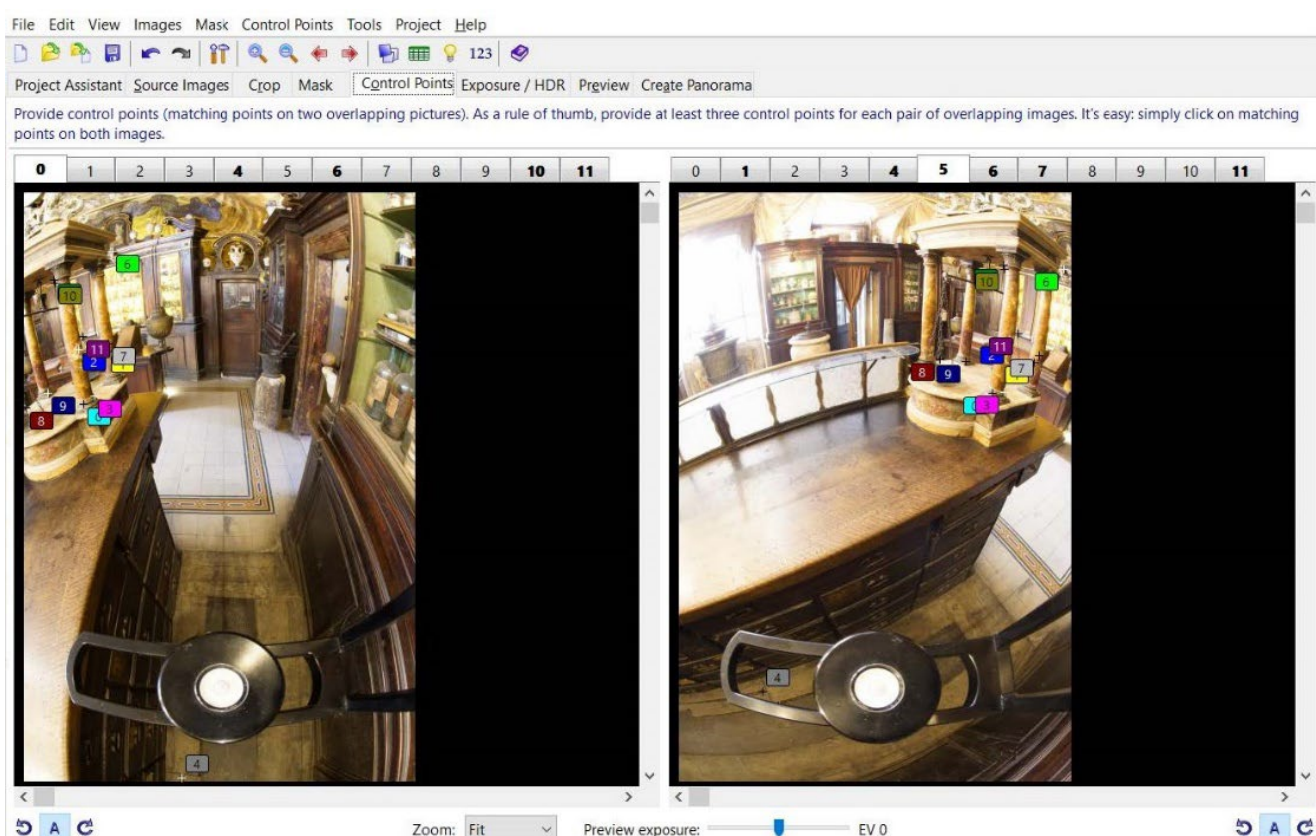 File Edit View Images Mask Control Points Tools Project Help
123
Project Assistant Source Images Crop Mask Control Points Exposure / HDR Preview Create Panorama
Provide control points (matching points on two overlapping pictures). As a rule of thumb, provide at least three control points for each pair of overlapping images. It's easy: simply click on matching
points on both images.
0 1 2 3 4 5 6 7 8 9 10 11
0 1 2 3 4 5 6 7 8 9 10 11
6
10
11
2
7
9
3
8
4
6
10
11
2
8
9
7
3
4
A
Zoom: Fit
Preview exposure:
EV 0
A